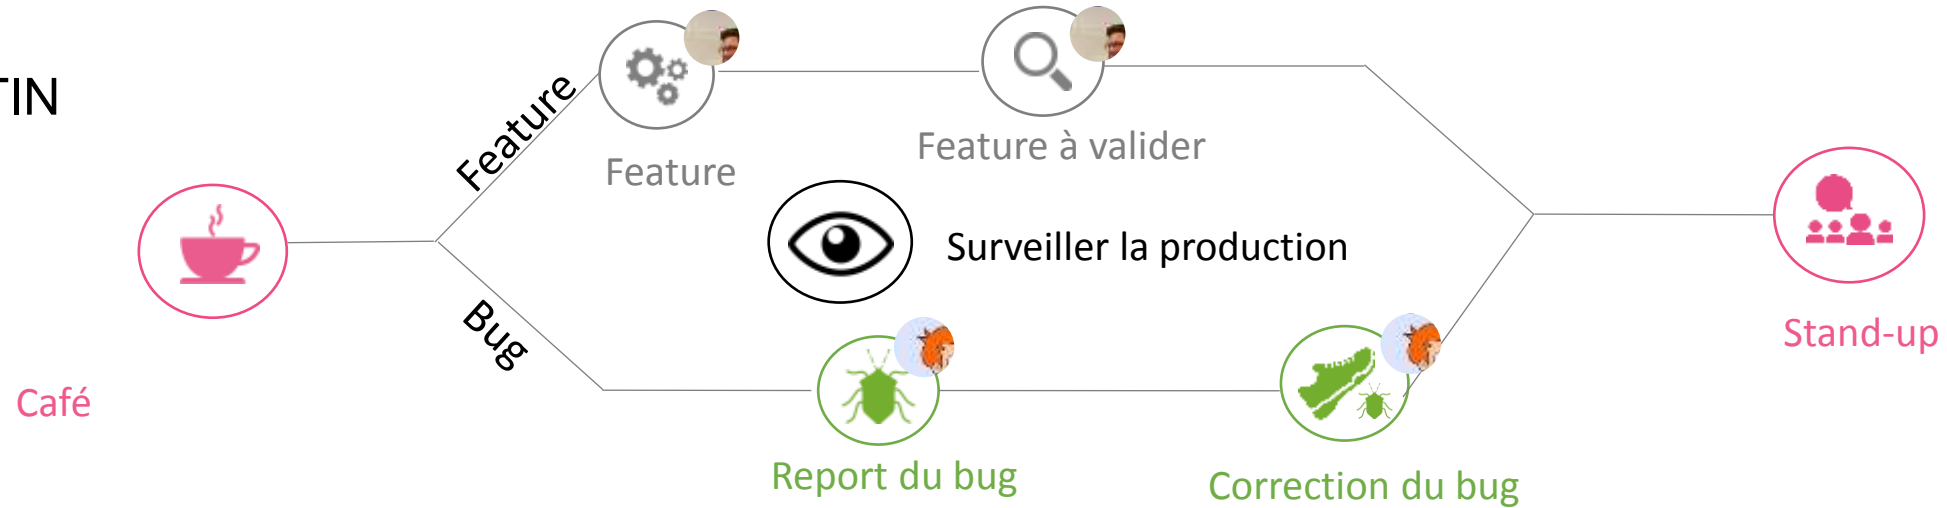 TIN
Feature
Feature
Feature à valider
Surveiller la production
Bug
Stand-up
Café
Report du bug
Correction du bug